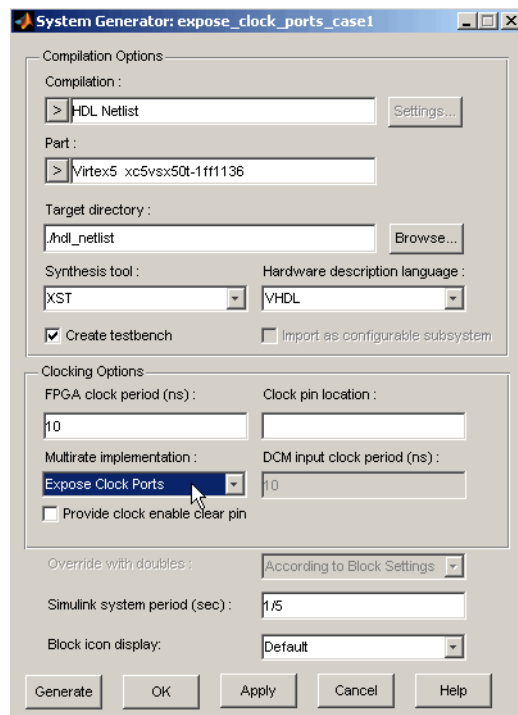 System Generator: expose_clock_ports_case1
Compilation Options
Compilation :
> HDL Netlist Settings...
Part :
> Virtex5 xc5vsx50t-1ff1136
Target directory :
./hdl_netlist Browse...
Synthesis tool : Hardware description language :
XST VHDL
Create testbench Import as configurable subsystem
Clocking Options
FPGA clock period (ns) : Clock pin location :
10
Multirate implementation : DCM input clock period (ns) :
Expose Clock Ports 10
Provide clock enable clear pin
Override with doubles : According to Block Settings
Simulink system period (sec) : 1/5
Block icon display: Default
Generate OK Apply Cancel Help